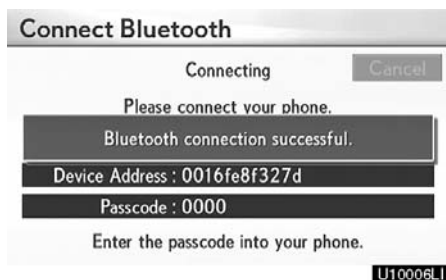 Connect Bluetooth
Connecting
Cancel
Please connect your phone.
Bluetooth connection successful.
Device Address : 0016fe8f327d
Passcode : 0000
Enter the passcode into your phone.
U10006L1